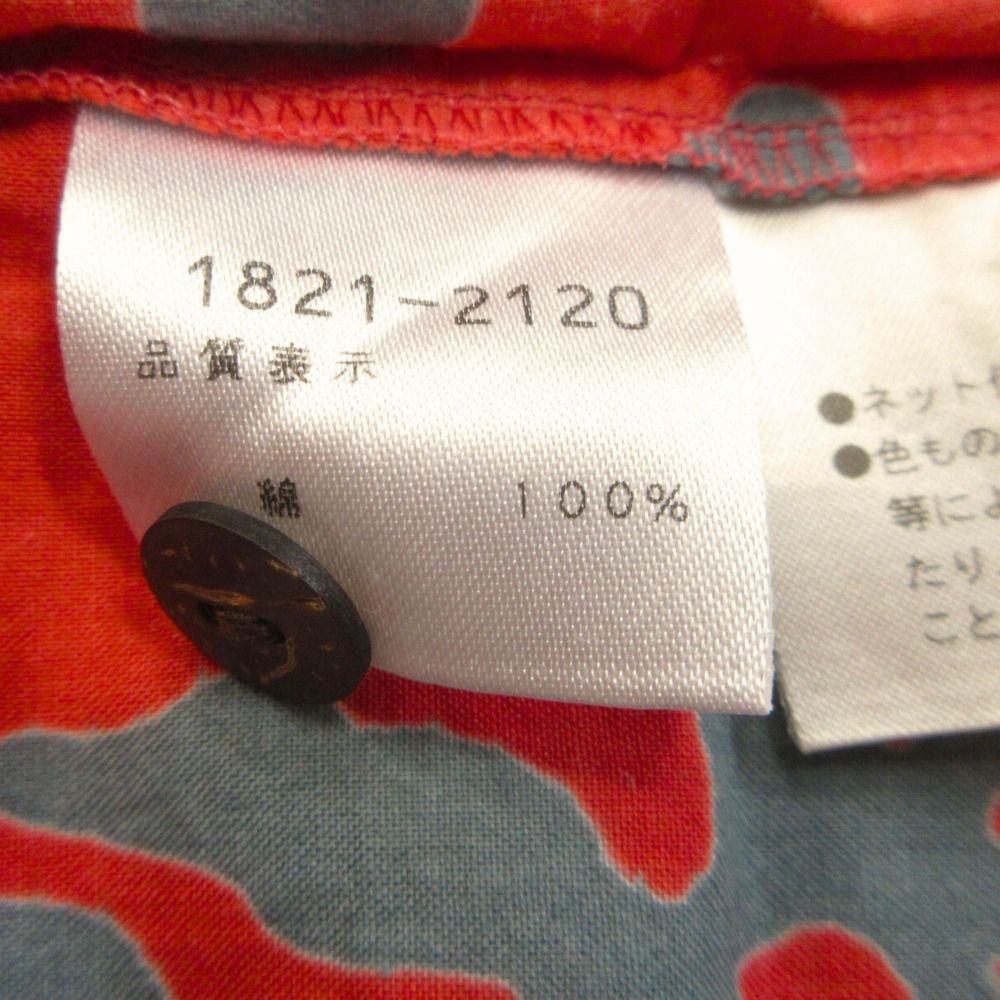 1821-2120
品質表示
綿 100%
●ネット
●色もの
等によ
たり
こと